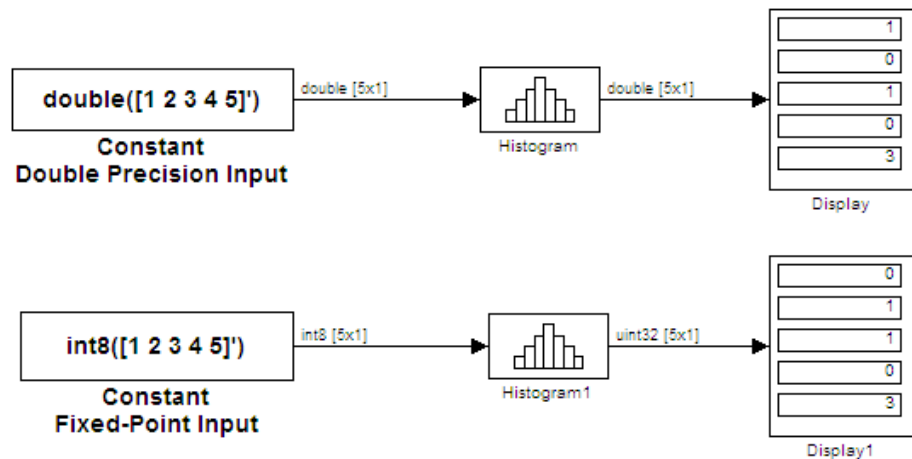 double([1 2 3 4 5]')
Constant
Double Precision Input
double [5x1]
Histogram
double [5x1]
1
0
1
0
3
Display
int8([1 2 3 4 5]')
Constant
Fixed-Point Input
int8 [5x1]
Histogram1
uint32 [5x1]
0
1
1
0
3
Display1